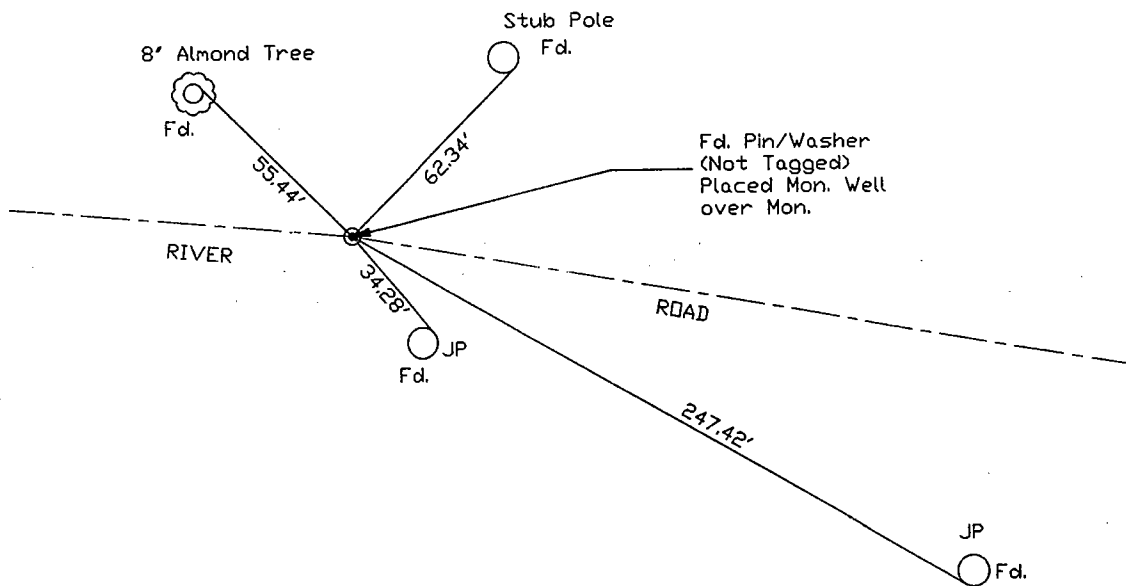 Stub Pole
Fd.
8' Almond Tree
Fd.
55.44'
62.34'
Fd. Pin/Washer
(Not Tagged)
Placed Mon. Well
over Mon.
RIVER
34.28'
ROAD
JP
Fd.
247.42'
JP
Fd.